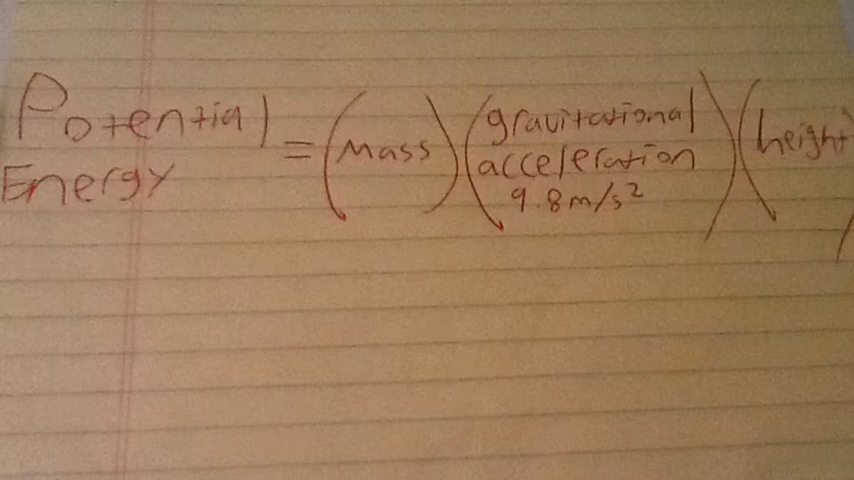 Potential Energy = (mass) (gravitational acceleration 9.8m/s²) (height)